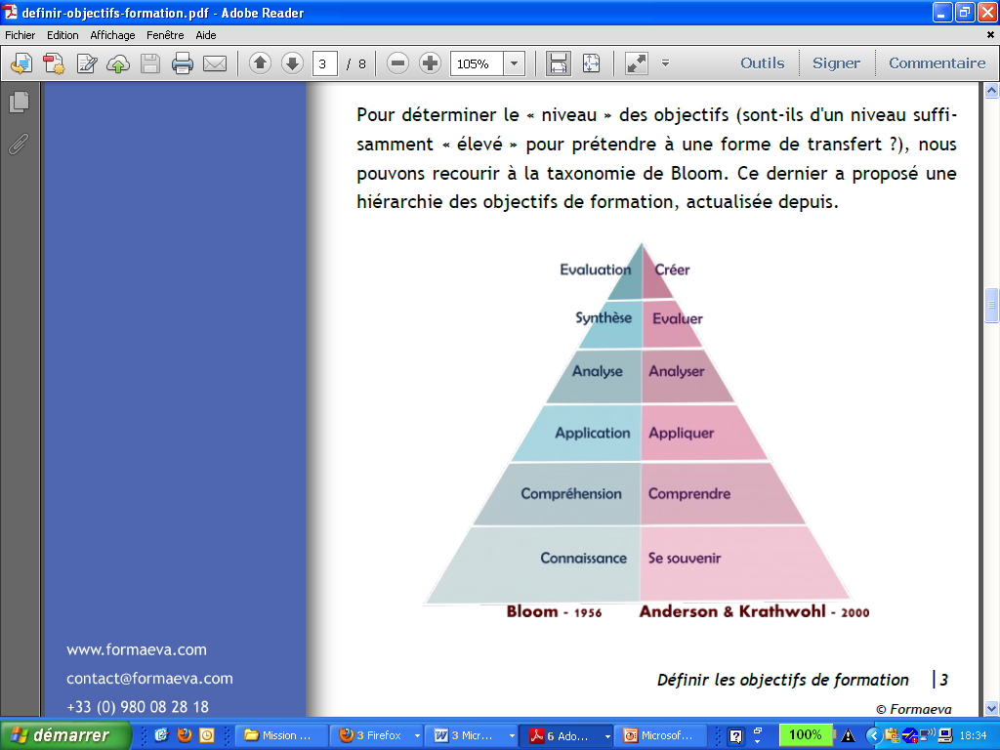 definir-objectifs-formation.pdf - Adobe Reader
Fichier Edition Affichage Fenêtre Aide
3 / 8 105% Outils Signer Commentaire
Pour déterminer le « niveau » des objectifs (sont-ils d'un niveau suffi-
samment « élevé » pour prétendre à une forme de transfert ?), nous
pouvons recourir à la taxonomie de Bloom. Ce dernier a proposé une
hiérarchie des objectifs de formation, actualisée depuis.
Evaluation Créer
Synthèse Evaluer
Analyse Analyser
Application Appliquer
Compréhension Comprendre
Connaissance Se souvenir
Bloom - 1956 Anderson & Krathwohl - 2000
www.formaeva.com
contact@formaeva.com
+33 (0) 980 08 28 18
Définir les objectifs de formation |3
© Formaeva
démarrer Mission ... 3 Firefox 3 Micr... 6 Ado... Microsof... 100% 18:34